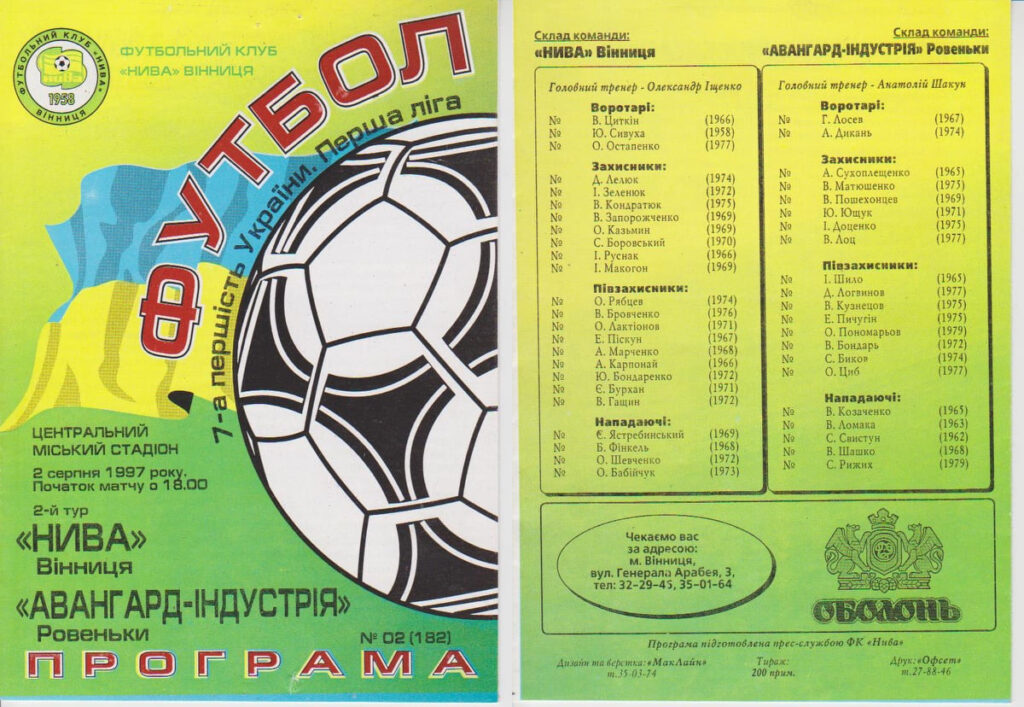 ФУТБОЛЬНИЙ КЛУБ «НИВА»
НИВА
1958
ВІННИЦЯ
ФУТБОЛЬНИЙ КЛУБ
«НИВА» ВІННИЦЯ
ФУТБОЛ
7-а першість України. Перша ліга
ЦЕНТРАЛЬНИЙ
МІСЬКИЙ СТАДІОН
2 серпня 1997 року.
Початок матчу о 18.00
2-й тур
«НИВА»
Вінниця
«АВАНГАРД-ІНДУСТРІЯ»
Ровеньки
№ 02 (182)
ПРОГРАМА
Склад команди:
«НИВА» Вінниця
Головний тренер - Олександр Іщенко
Воротарі:
№ В. Циткін (1966)
№ Ю. Сивуха (1958)
№ О. Остапенко (1977)
Захисники:
№ Д. Лелюк (1974)
№ І. Зеленюк (1972)
№ В. Кондратюк (1975)
№ В. Запорожченко (1969)
№ О. Казьмин (1969)
№ С. Боровський (1970)
№ І. Руснак (1966)
№ І. Макогон (1969)
Півзахисники:
№ О. Рябцев (1974)
№ В. Бровченко (1976)
№ О. Лактіонов (1971)
№ Е. Піскун (1967)
№ А. Марченко (1968)
№ А. Карпонай (1966)
№ Ю. Бондаренко (1972)
№ Є. Бурхан (1971)
№ В. Гащин (1972)
Нападаючі:
№ Є. Ястребинський (1969)
№ Б. Фінкель (1968)
№ О. Шевченко (1972)
№ О. Бабійчук (1973)
Склад команди:
«АВАНГАРД-ІНДУСТРІЯ» Ровеньки
Головний тренер - Анатолій Шакун
Воротарі:
№ Г. Лосев (1967)
№ А. Дикань (1974)
Захисники:
№ А. Сухоплещенко (1965)
№ В. Матюшенко (1975)
№ В. Пошехонцев (1969)
№ Ю. Ющук (1971)
№ І. Доценко (1975)
№ В. Лоц (1977)
Півзахисники:
№ І. Шило (1965)
№ Д. Логвинов (1977)
№ В. Кузнецов (1975)
№ Е. Пичугін (1975)
№ О. Пономарьов (1979)
№ В. Бондарь (1972)
№ С. Биков (1974)
№ О. Циб (1977)
Нападаючі:
№ В. Козаченко (1965)
№ В. Ломака (1963)
№ С. Свистун (1962)
№ В. Шашко (1968)
№ С. Рижих (1979)
Чекаємо вас
за адресою:
м. Вінниця,
вул. Генерала Арабея, 3,
тел: 32-29-45, 35-01-64
ОБОЛОНЬ
Програма підготовлена прес-службою ФК «Нива»
Дизайн та верстка: «МакЛайн» Тираж: Друк: «Офсет»
т.35-03-74 200 прим. т.27-88-46